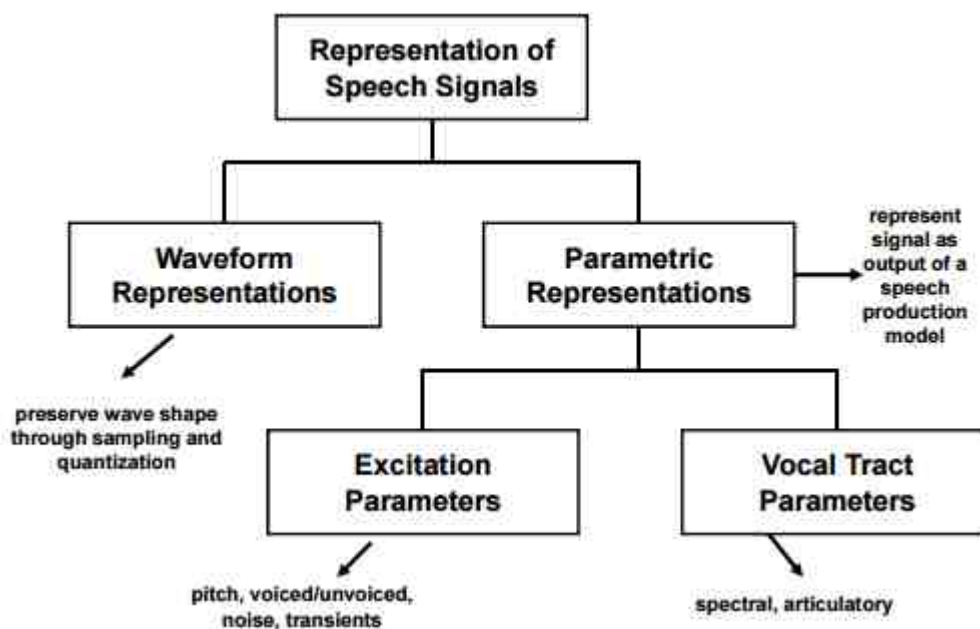 Representation of
Speech Signals
Waveform
Representations
Parametric
Representations
represent
signal as
output of a
speech
production
model
preserve wave shape
through sampling and
quantization
Excitation
Parameters
Vocal Tract
Parameters
pitch, voiced/unvoiced,
noise, transients
spectral, articulatory